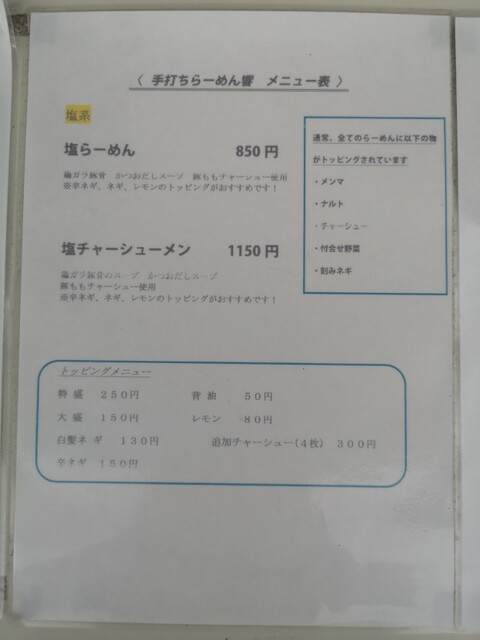 〈 手打ちらーめん響 メニュー表 〉
塩系
塩らーめん 850 円
鶏ガラ豚背 かつおだしスープ 豚ももチャーシュー使用
※辛ネギ、ネギ、レモンのトッピングがおすすめです！
塩チャーシューメン 1150 円
鶏ガラ豚背のスープ かつおだしスープ
豚ももチャーシュー使用
※辛ネギ、ネギ、レモンのトッピングがおすすめです！
通常、全てのらーめんに以下の物
がトッピングされています
・メンマ
・ナルト
・チャーシュー
・付合せ野菜
・刻みネギ
トッピングメニュー
特 盛 ２５０円 背 油 ５０円
大 盛 １５０円 レモン ８０円
白髪ネ ギ １３０円 追加チャーシュー(４枚) ３００円
辛ネギ １５０円